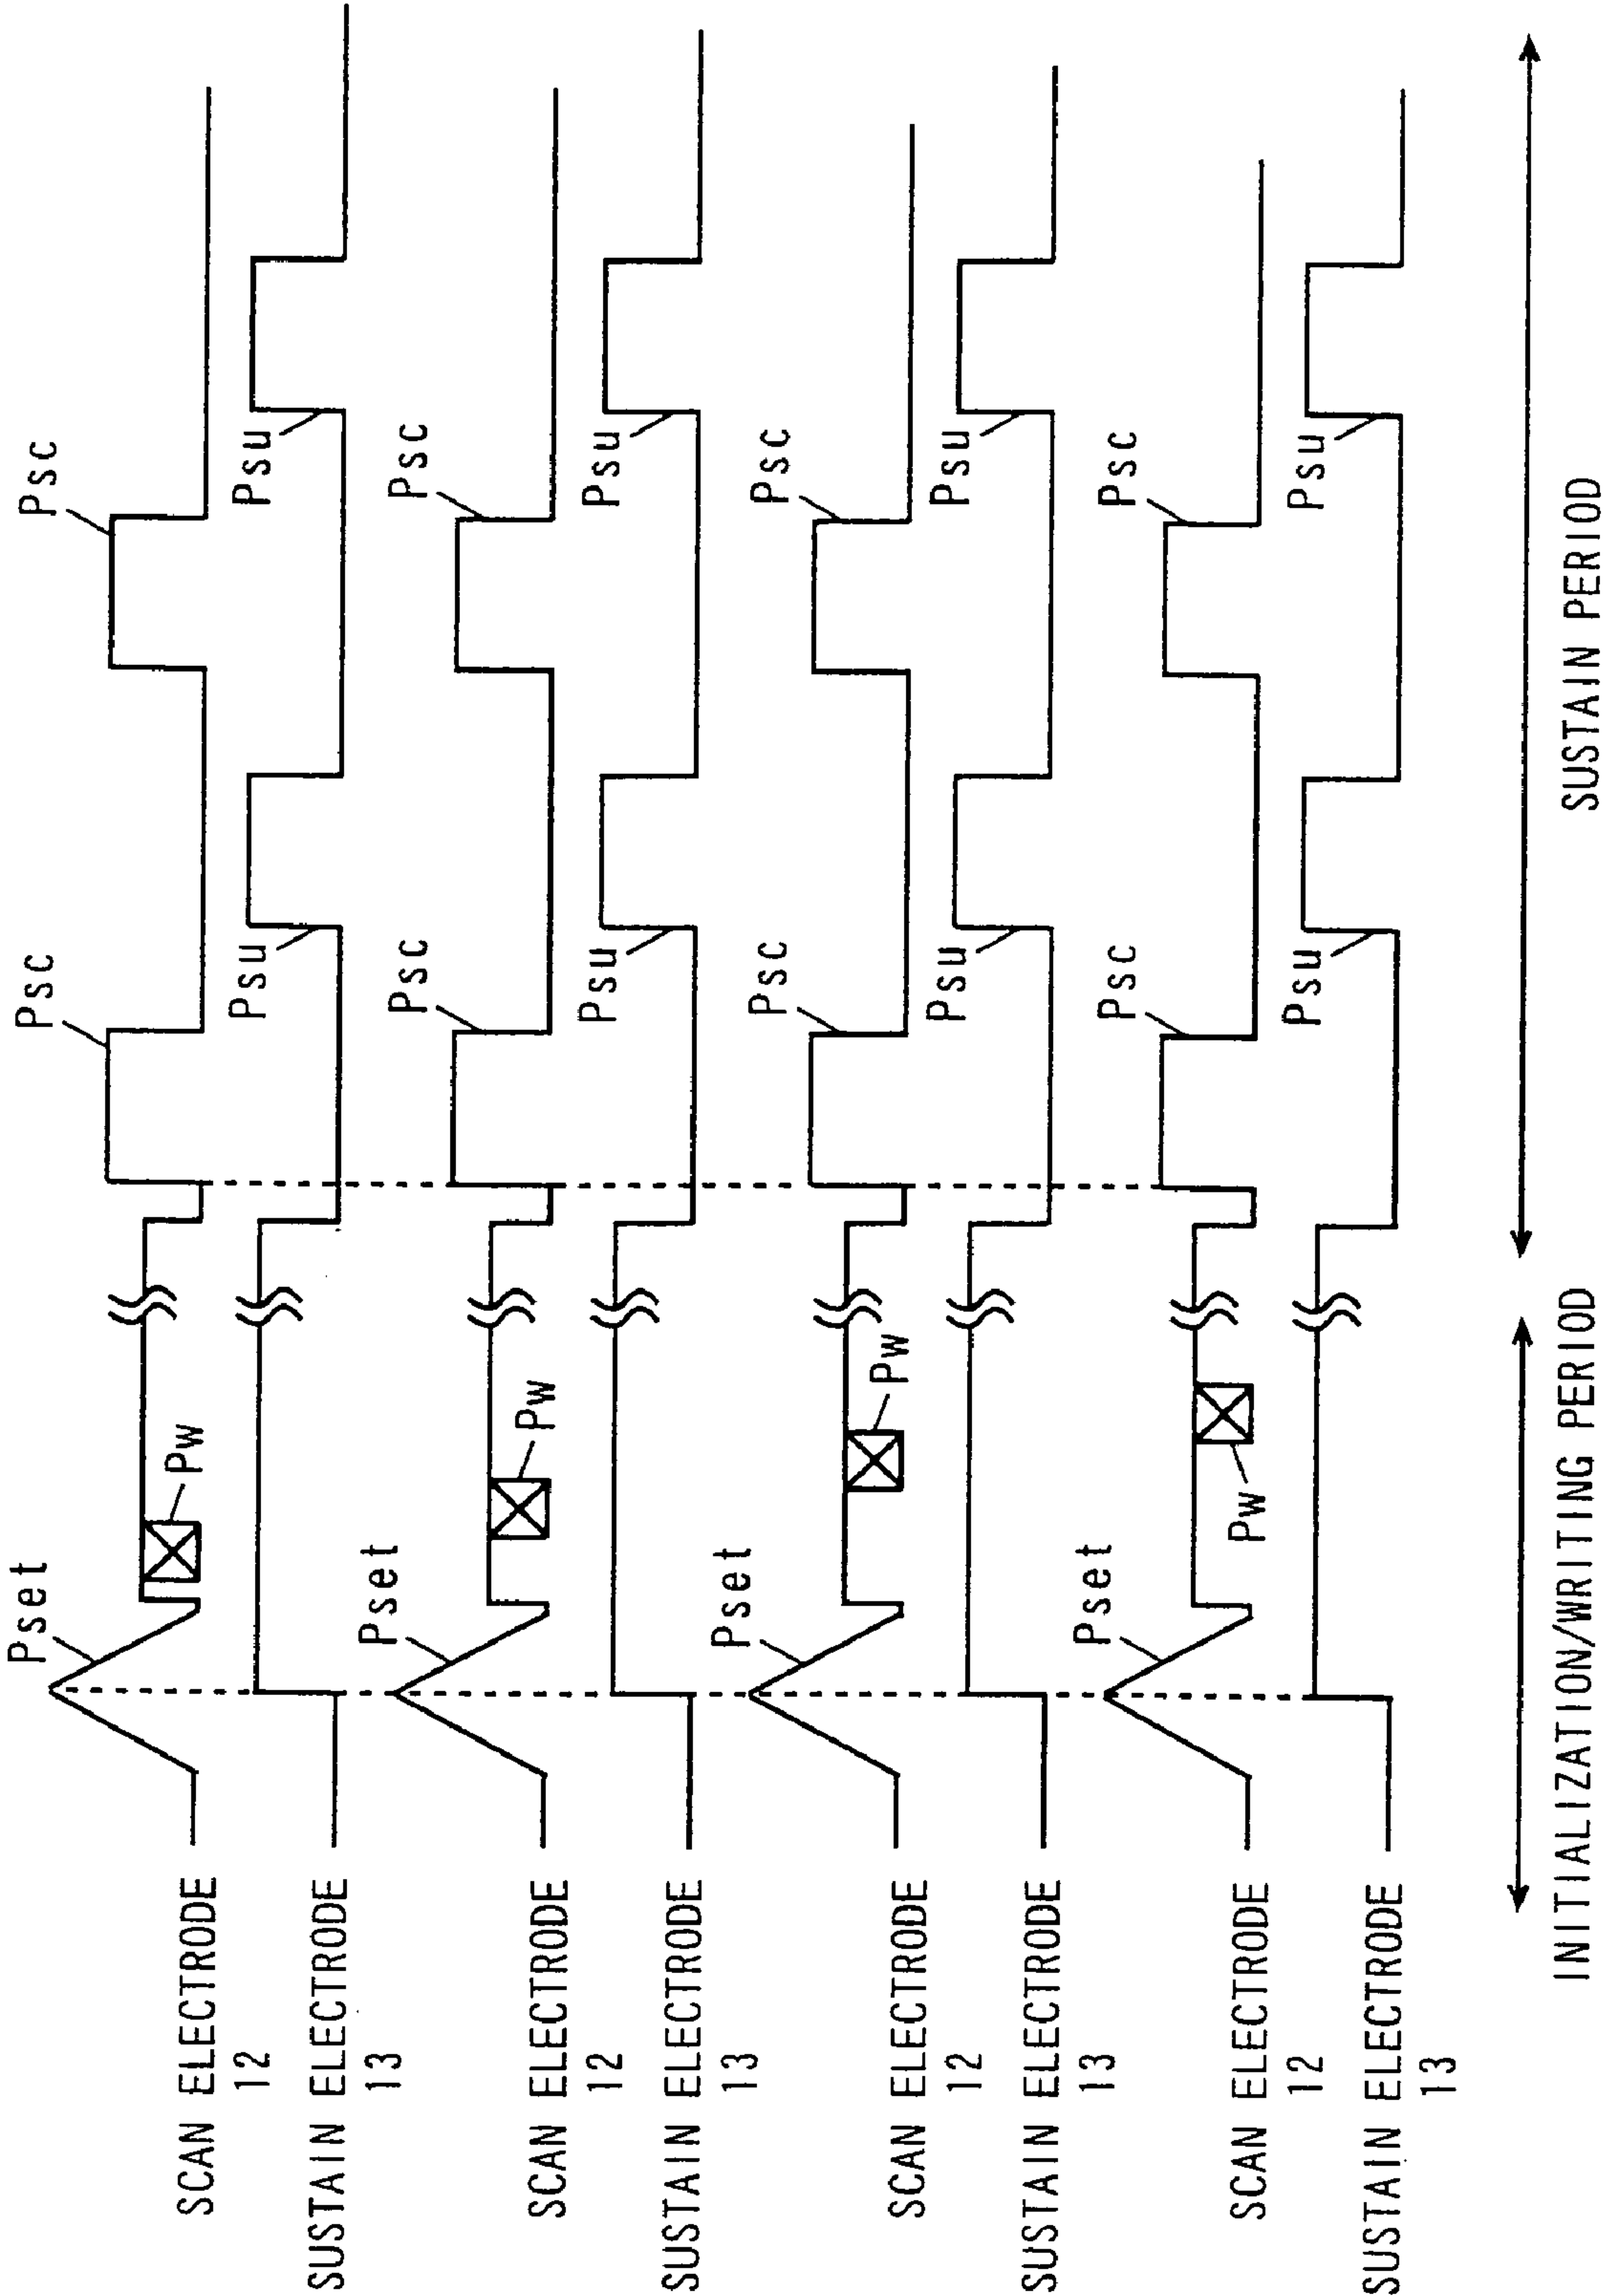 Pset
Psc
Psc
Pw
SCAN ELECTRODE
12
Psu
Psu
SUSTAIN ELECTRODE
13
Pset
Psc
Psc
Pw
SCAN ELECTRODE
12
Psu
Psu
SUSTAIN ELECTRODE
13
Pset
Psc
Psc
Pw
SCAN ELECTRODE
12
Psu
Psu
SUSTAIN ELECTRODE
13
Pset
Psc
Psc
Pw
SCAN ELECTRODE
12
Psu
Psu
SUSTAIN ELECTRODE
13
INITIALIZATION/WRITING PERIOD
SUSTAIN PERIOD